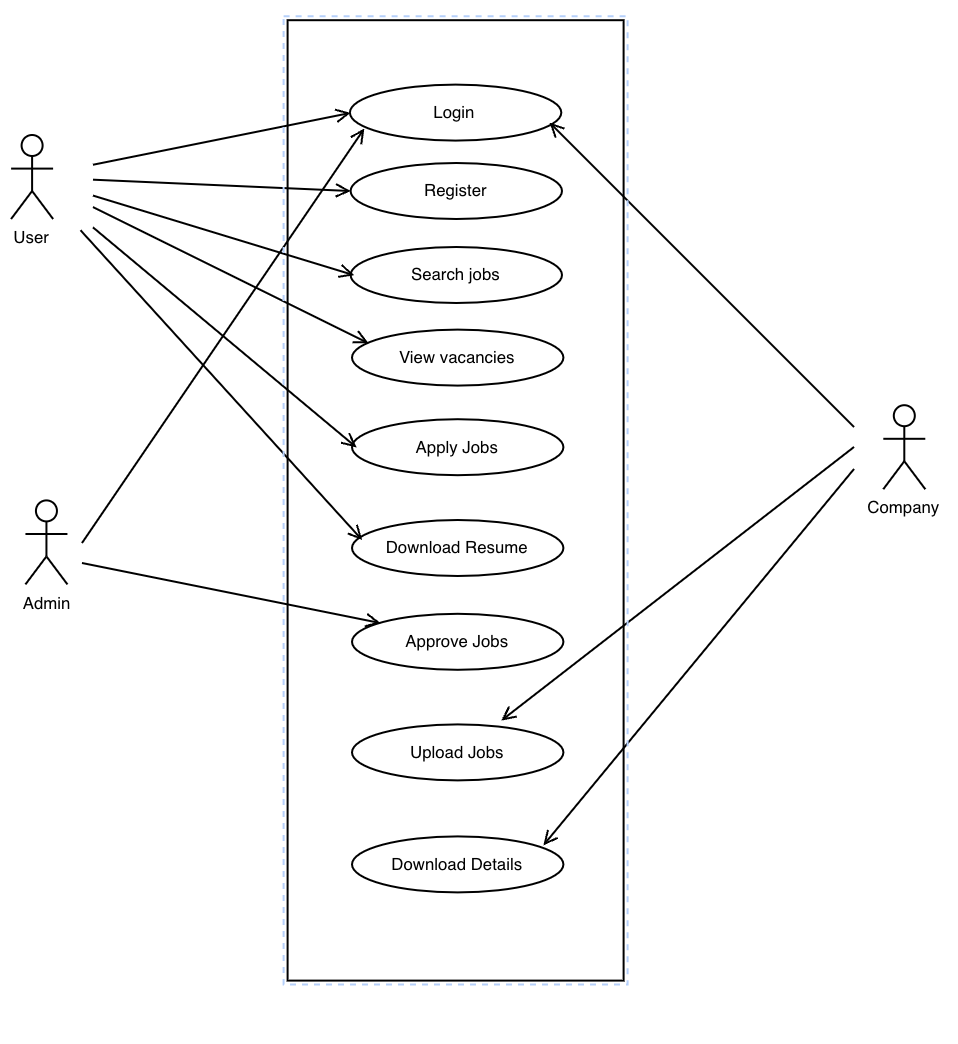 Login
Register
User
Search jobs
View vacancies
Apply Jobs
Company
Download Resume
Admin
Approve Jobs
Upload Jobs
Download Details